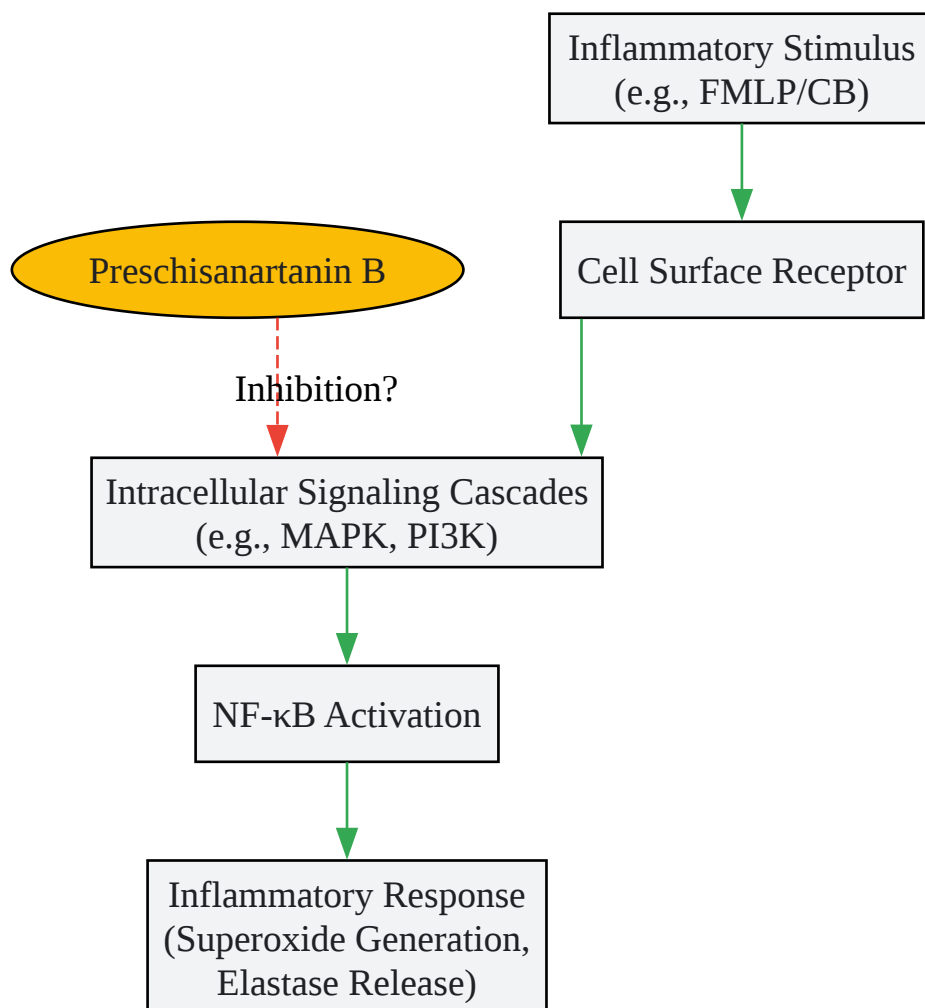 Inflammatory Stimulus
(e.g., FMLP/CB)
Preschisanartanin B
Cell Surface Receptor
Inhibition?
Intracellular Signaling Cascades
(e.g., MAPK, PI3K)
NF-κB Activation
Inflammatory Response
(Superoxide Generation,
Elastase Release)